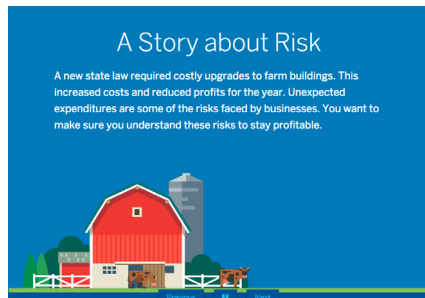 A Story about Risk
A new state law required costly upgrades to farm buildings. This
increased costs and reduced profits for the year. Unexpected
expenditures are some of the risks faced by businesses. You want to
make sure you understand these risks to stay profitable.
Previous
Next